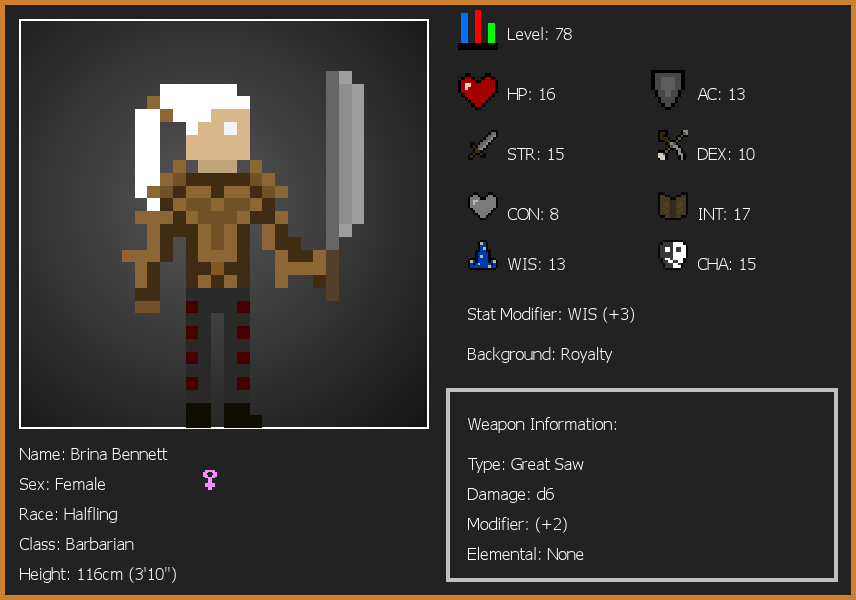 Level: 78
HP: 16
AC: 13
STR: 15
DEX: 10
CON: 8
INT: 17
WIS: 13
CHA: 15
Stat Modifier: WIS (+3)
Background: Royalty
Weapon Information:
Type: Great Saw
Damage: d6
Modifier: (+2)
Elemental: None
Name: Brina Bennett
Sex: Female
Race: Halfling
Class: Barbarian
Height: 116cm (3'10")